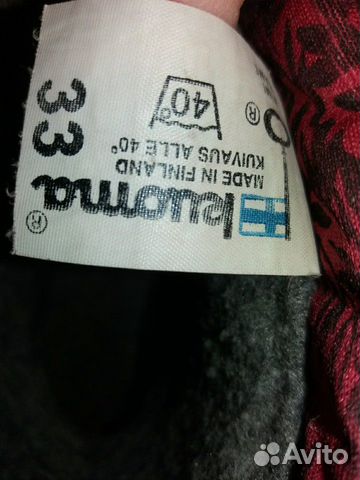 kuoma ®
MADE IN FINLAND
KUIVAUS ALLE 40°
40°
33
®
Avito